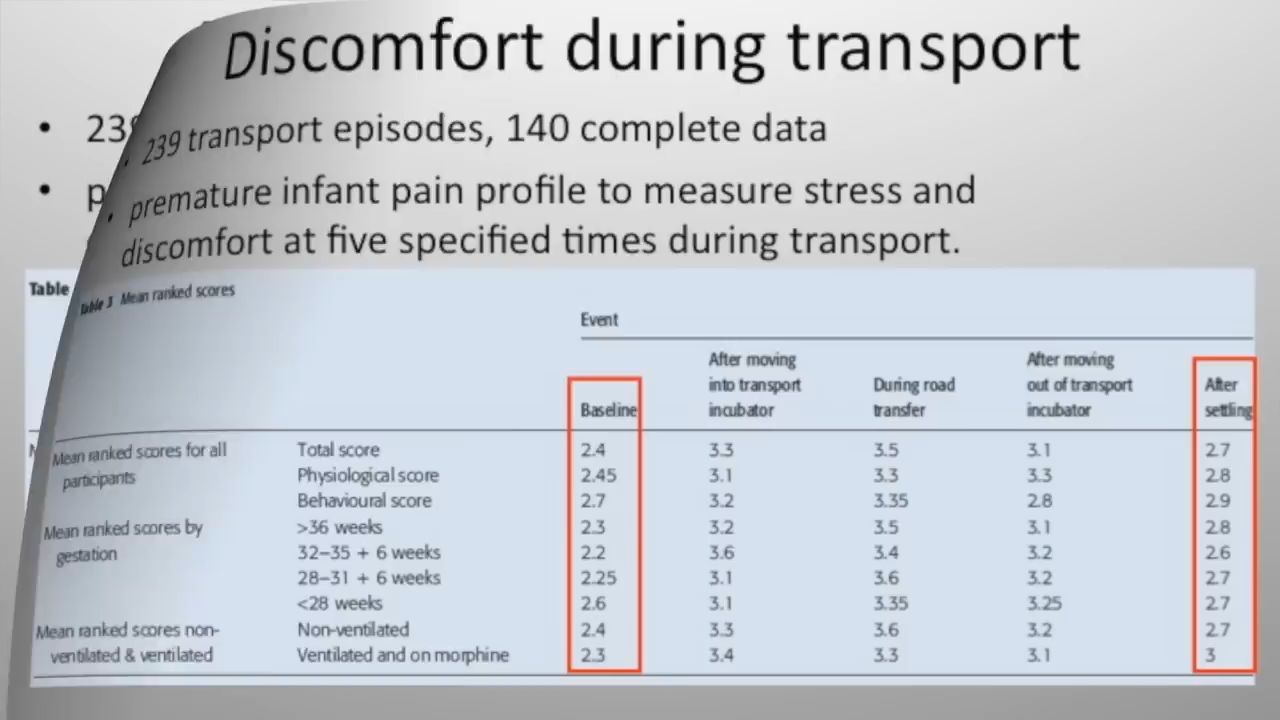 Discomfort during transport
• 239
• 239 transport episodes, 140 complete data
• p
• premature infant pain profile to measure stress and
discomfort at five specified times during transport.
Table
Table 3 Mean ranked scores
Event
Baseline
After moving into transport incubator
During road transfer
After moving out of transport incubator
After settling
Mean ranked scores for all participants
Total score 2.4 3.3 3.5 3.1 2.7
Physiological score 2.45 3.1 3.3 3.3 2.8
Behavioural score 2.7 3.2 3.35 2.8 2.9
Mean ranked scores by gestation
>36 weeks 2.3 3.2 3.5 3.1 2.8
32–35 + 6 weeks 2.2 3.6 3.4 3.2 2.6
28–31 + 6 weeks 2.25 3.1 3.6 3.2 2.7
<28 weeks 2.6 3.1 3.35 3.25 2.7
Mean ranked scores non-ventilated & ventilated
Non-ventilated 2.4 3.3 3.6 3.2 2.7
Ventilated and on morphine 2.3 3.4 3.3 3.1 3